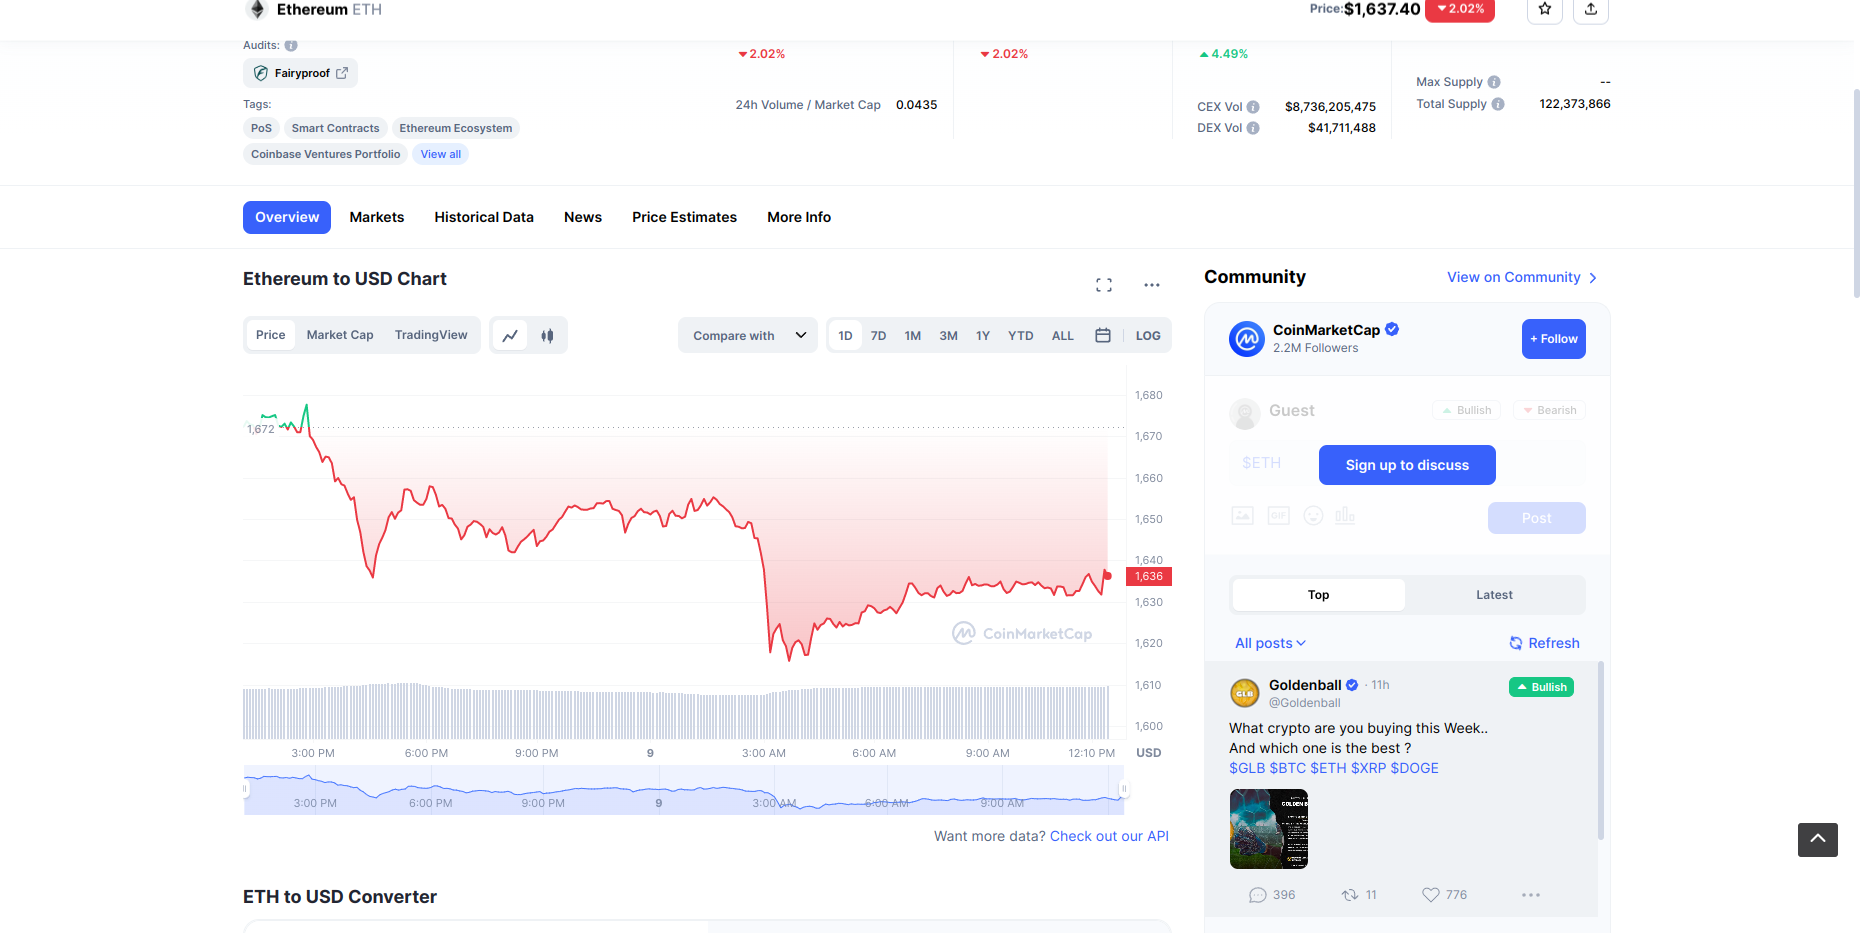 Ethereum ETH
Price:$1,637.40 2.02%
Audits:
Fairyproof
Tags:
PoS Smart Contracts Ethereum Ecosystem
Coinbase Ventures Portfolio View all
2.02%
24h Volume / Market Cap 0.0435
2.02%
4.49%
CEX Vol $8,736,205,475
DEX Vol $41,711,488
Max Supply --
Total Supply 122,373,866
Overview Markets Historical Data News Price Estimates More Info
Ethereum to USD Chart
Price Market Cap TradingView
Compare with 1D 7D 1M 3M 1Y YTD ALL LOG
1,672
1,680
1,670
1,660
1,650
1,640
1,636
1,630
1,620
1,610
1,600
CoinMarketCap
3:00 PM 6:00 PM 9:00 PM 9 3:00 AM 6:00 AM 9:00 AM 12:10 PM USD
3:00 PM 6:00 PM 9:00 PM 9 3:00 AM 6:00 AM 9:00 AM
Want more data? Check out our API
ETH to USD Converter
Community View on Community
CoinMarketCap
2.2M Followers
+ Follow
Guest Bullish Bearish
$ETH
Sign up to discuss
GIF
Post
Top Latest
All posts Refresh
GLB
Goldenball · 11h
@Goldenball
Bullish
What crypto are you buying this Week..
And which one is the best ?
$GLB $BTC $ETH $XRP $DOGE
396 11 776